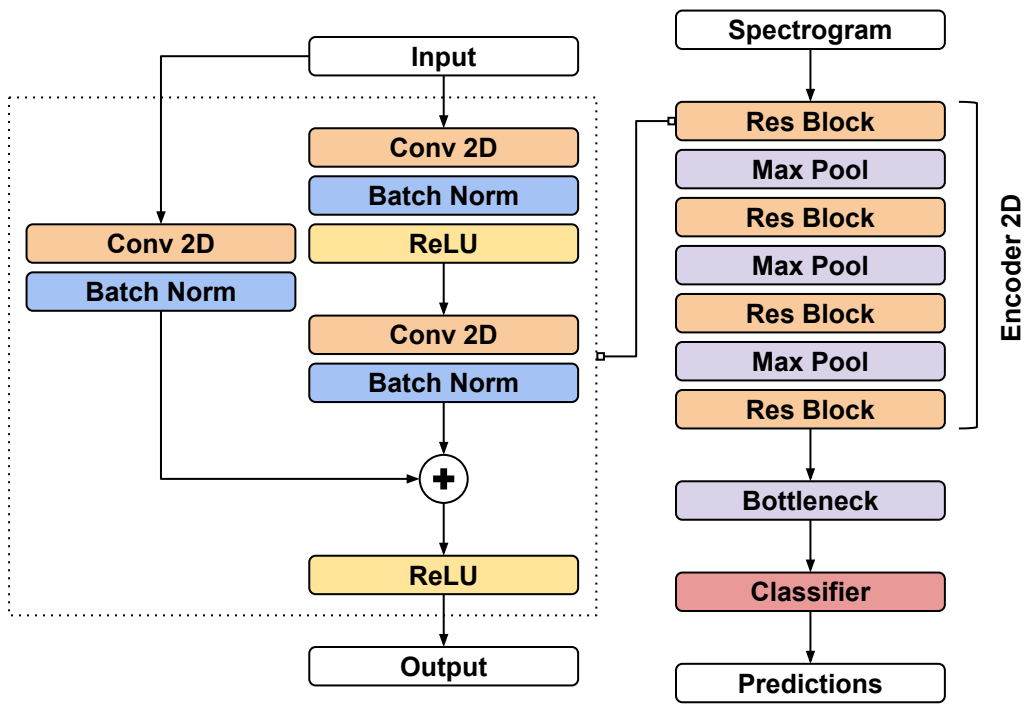 Input
Conv 2D
Batch Norm
ReLU
Conv 2D
Batch Norm
Conv 2D
Batch Norm
ReLU
Output
Spectrogram
Res Block
Max Pool
Res Block
Max Pool
Res Block
Max Pool
Res Block
Encoder 2D
Bottleneck
Classifier
Predictions